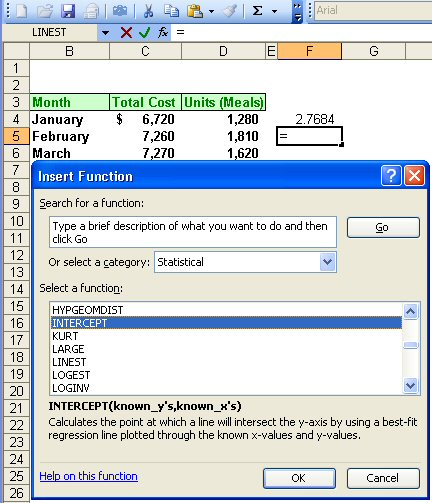 Arial
LINEST =
B C D E F G
1
2
3 Month Total Cost Units (Meals)
4 January $ 6,720 1,280 2.7684
5 February 7,260 1,810 =
6 March 7,270 1,620
7
8
9
10
11
12
13
14
15
16
17
18
19
20
21
22
23
24
25
26
Insert Function
Search for a function:
Type a brief description of what you want to do and then
click Go
Go
Or select a category: Statistical
Select a function:
HYPGEOMDIST
INTERCEPT
KURT
LARGE
LINEST
LOGEST
LOGINV
INTERCEPT(known_y's,known_x's)
Calculates the point at which a line will intersect the y-axis by using a best-fit
regression line plotted through the known x-values and y-values.
Help on this function
OK
Cancel